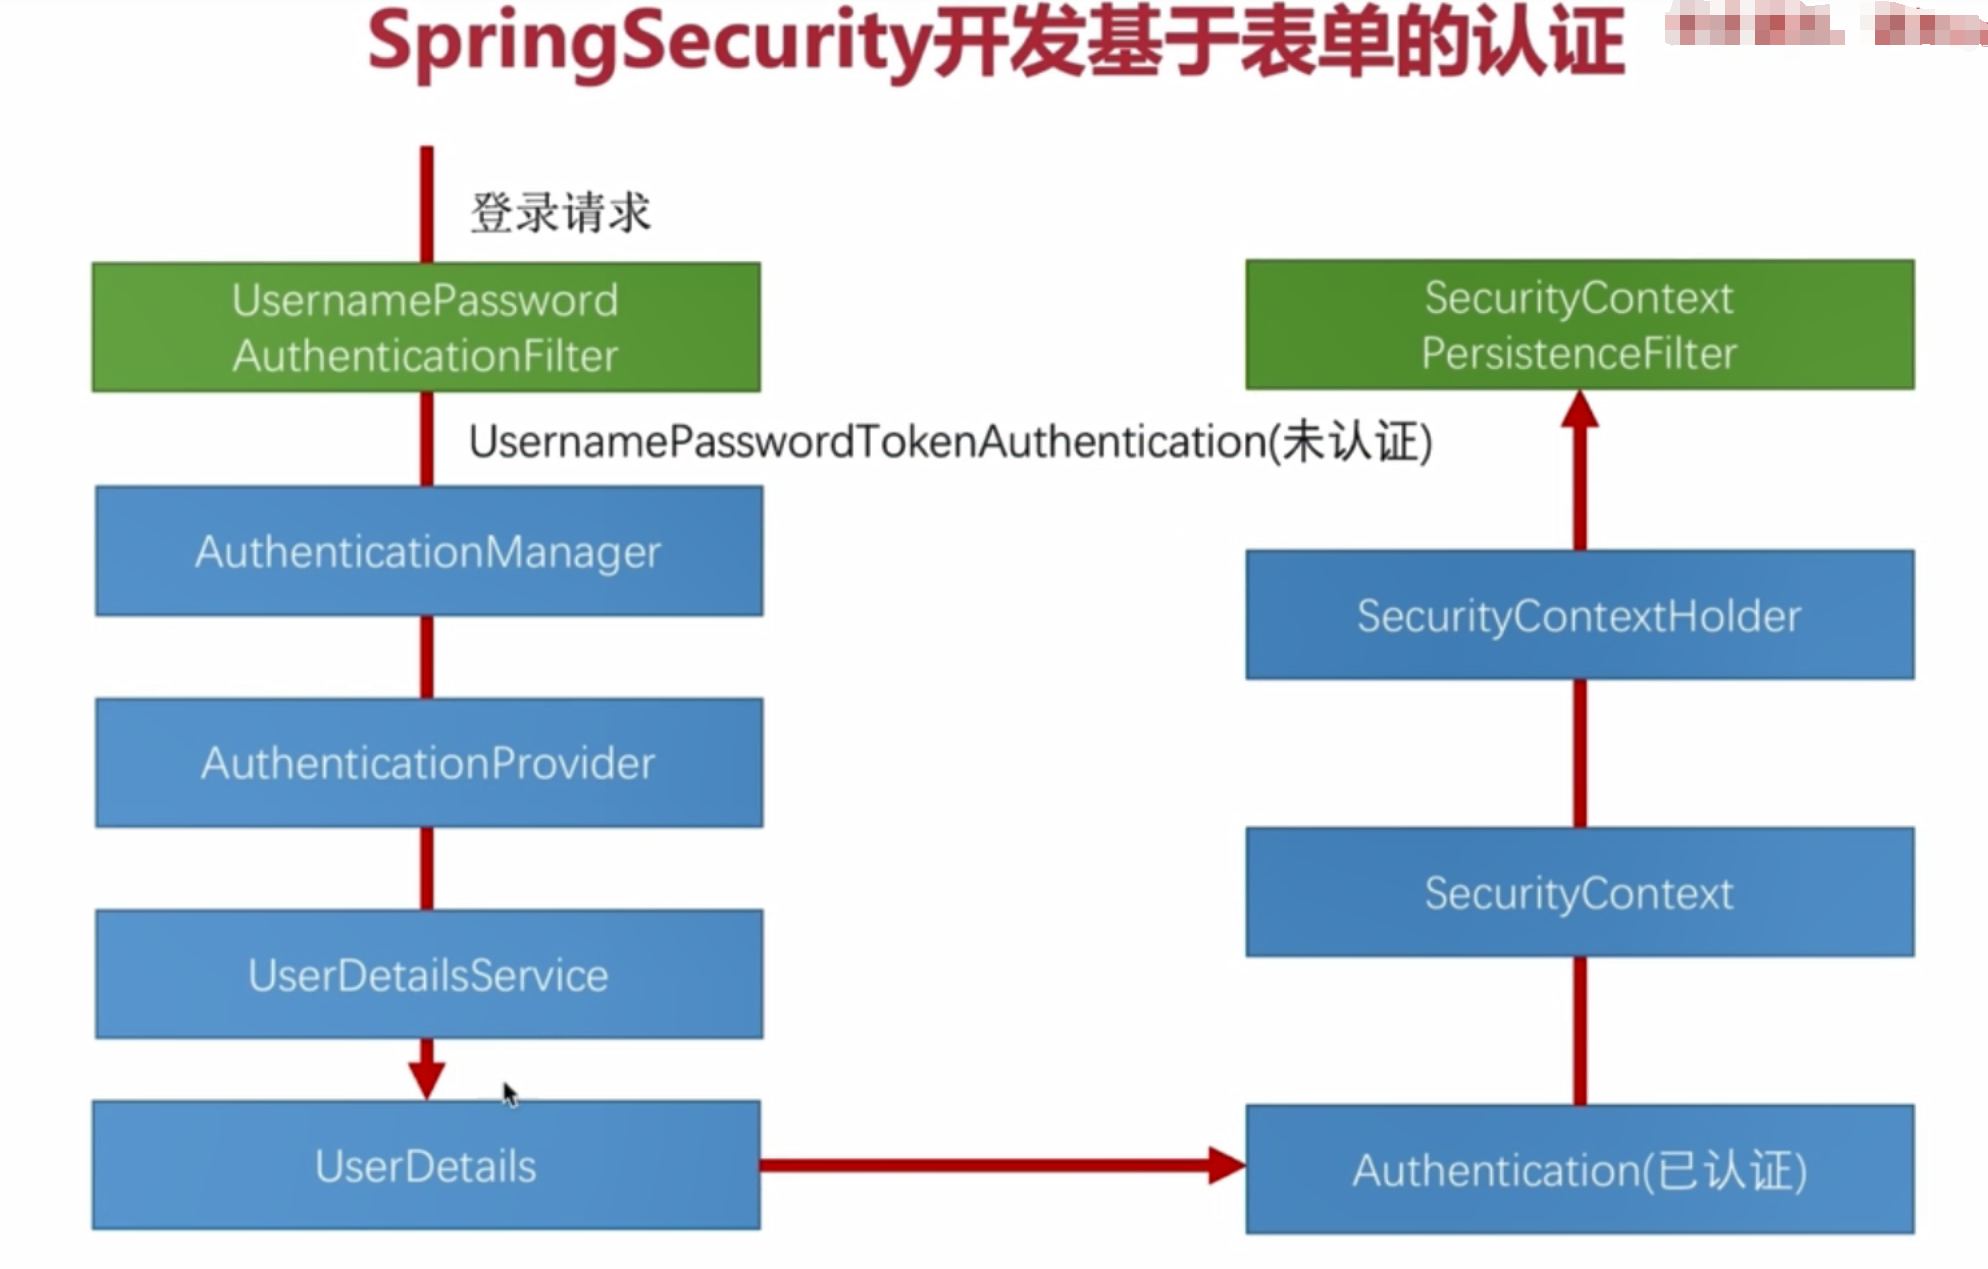 SpringSecurity开发基于表单的认证
登录请求
UsernamePassword
AuthenticationFilter
UsernamePasswordTokenAuthentication(未认证)
AuthenticationManager
AuthenticationProvider
UserDetailsService
UserDetails
SecurityContext
PersistenceFilter
SecurityContextHolder
SecurityContext
Authentication(已认证)